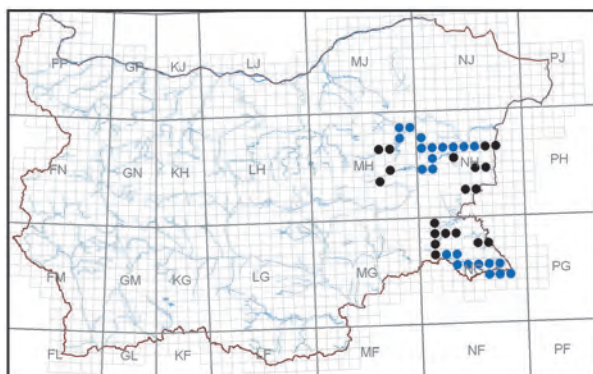 FP GP KJ LJ MJ NJ PJ
FN GN KH LH MH NH PH
FM GM KG LG MG NG PG
FL GL KF LF MF NF PF